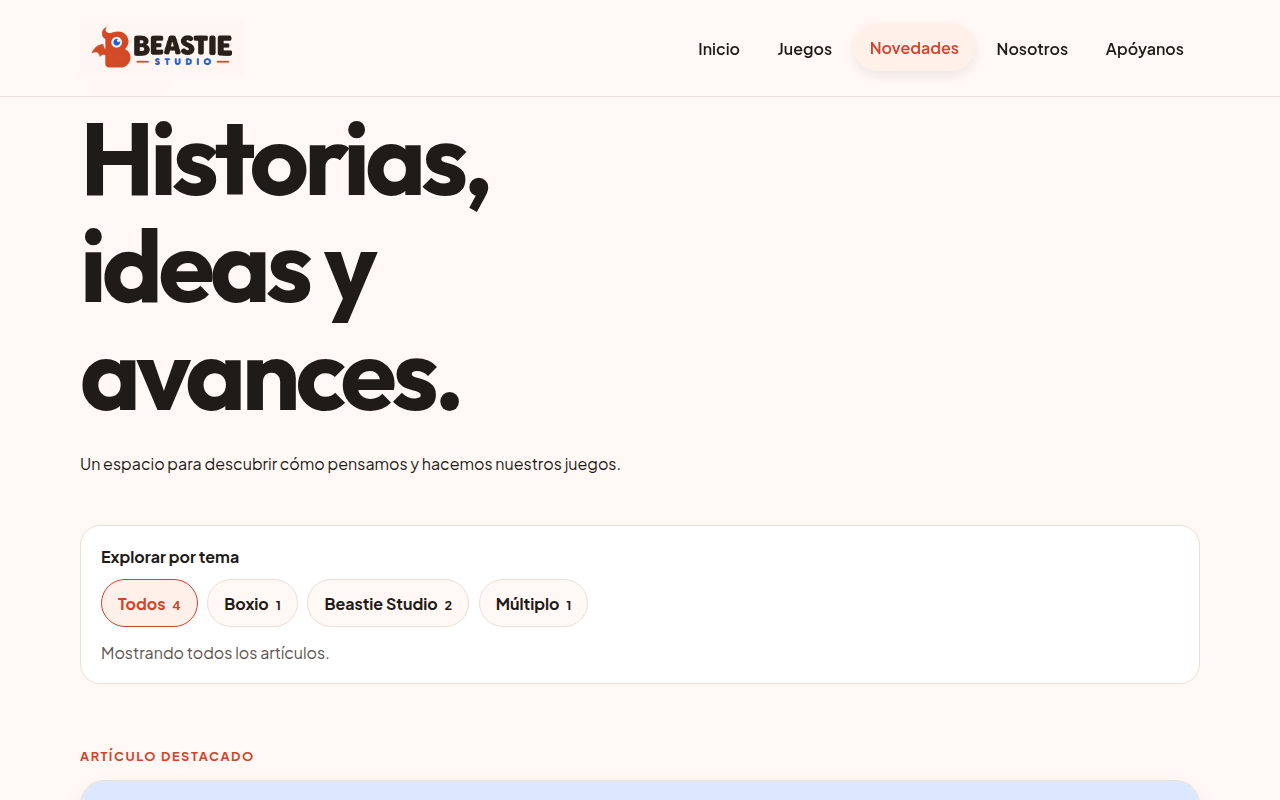 BEASTIE
STUDIO
Inicio Juegos Novedades Nosotros Apóyanos
Historias,
ideas y
avances.
Un espacio para descubrir cómo pensamos y hacemos nuestros juegos.
Explorar por tema
Todos 4 Boxio 1 Beastie Studio 2 Múltiplo 1
Mostrando todos los artículos.
ARTÍCULO DESTACADO